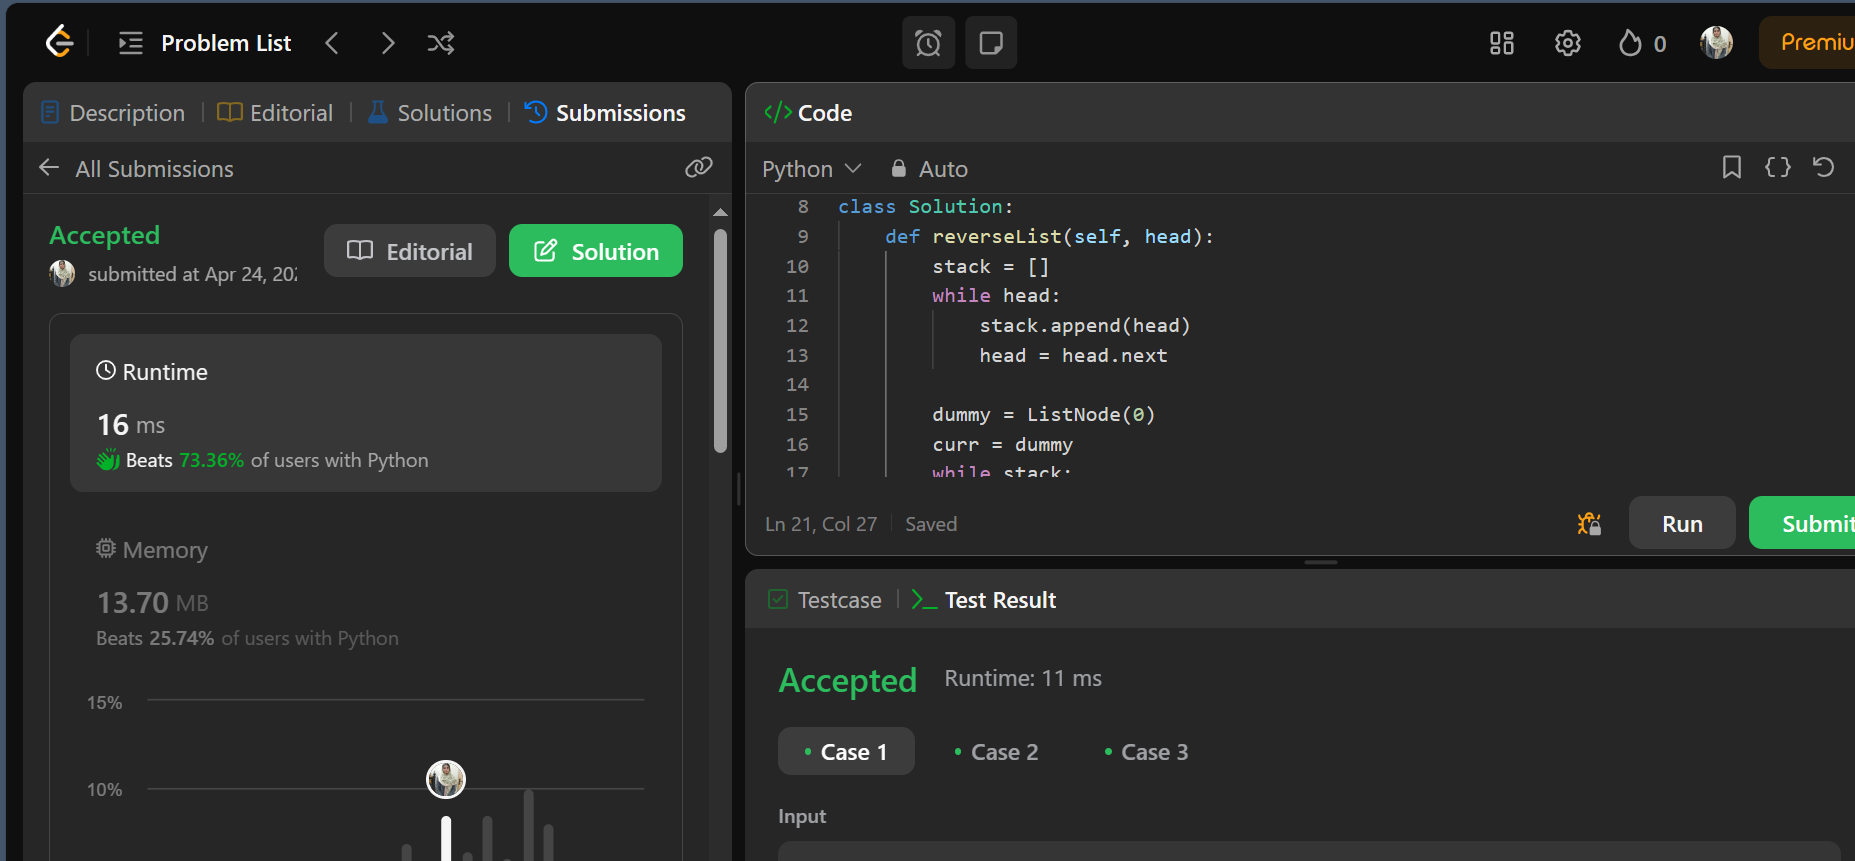 Problem List
0
Premiu
Description
Editorial
Solutions
Submissions
All Submissions
Accepted
submitted at Apr 24, 202
Editorial
Solution
Runtime
16 ms
Beats 73.36% of users with Python
Memory
13.70 MB
Beats 25.74% of users with Python
15%
10%
</> Code
Python
Auto
8 class Solution:
9 def reverseList(self, head):
10 stack = []
11 while head:
12 stack.append(head)
13 head = head.next
14
15 dummy = ListNode(0)
16 curr = dummy
17 while stack:
Ln 21, Col 27
Saved
Run
Submit
Testcase
Test Result
Accepted
Runtime: 11 ms
Case 1
Case 2
Case 3
Input